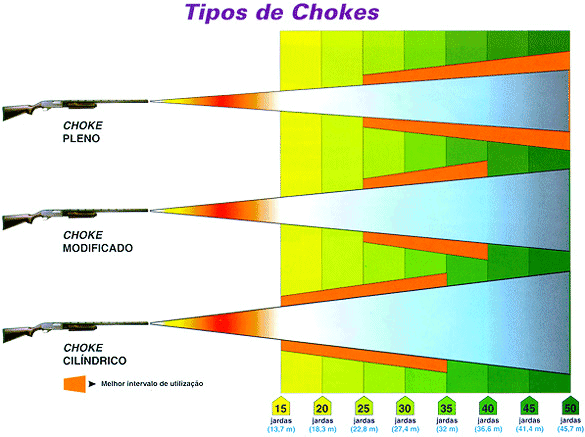 Tipos de Chokes
CHOKE
PLENO
CHOKE
MODIFICADO
CHOKE
CILÍNDRICO
Melhor intervalo de utilização
15 20 25 30 35 40 45 50
jardas jardas jardas jardas jardas jardas jardas jardas
(13,7 m) (18,3 m) (22,8 m) (27,4 m) (32 m) (36,6 m) (41,4 m) (45,7 m)